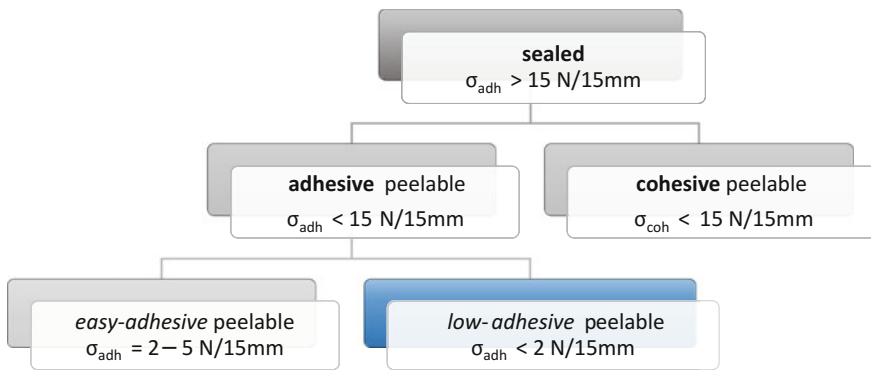 sealed
σadh > 15 N/15mm
adhesive peelable
σadh < 15 N/15mm
cohesive peelable
σcoh < 15 N/15mm
easy-adhesive peelable
σadh = 2−5 N/15mm
low-adhesive peelable
σadh < 2 N/15mm